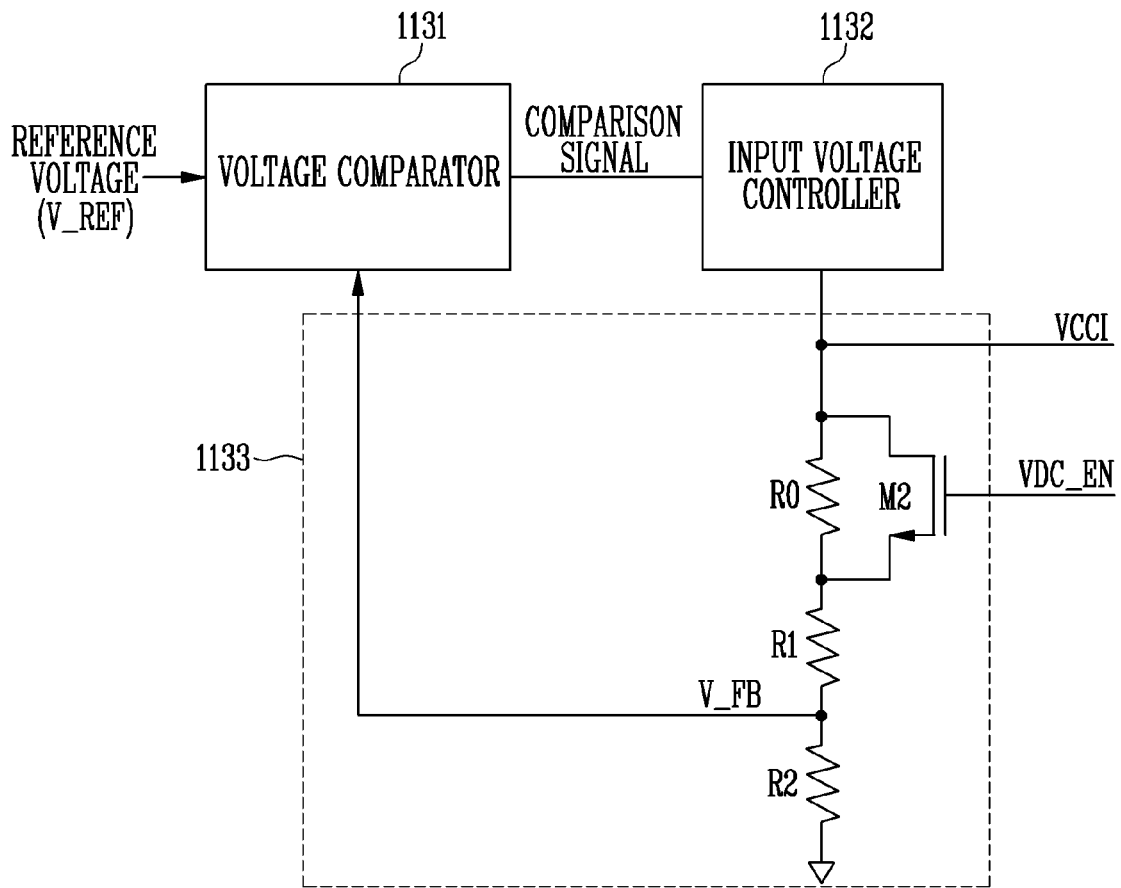 1131
1132
REFERENCE
VOLTAGE
(V_REF)
VOLTAGE COMPARATOR
COMPARISON
SIGNAL
INPUT VOLTAGE
CONTROLLER
VCCI
1133
R0
M2
VDC_EN
R1
V_FB
R2